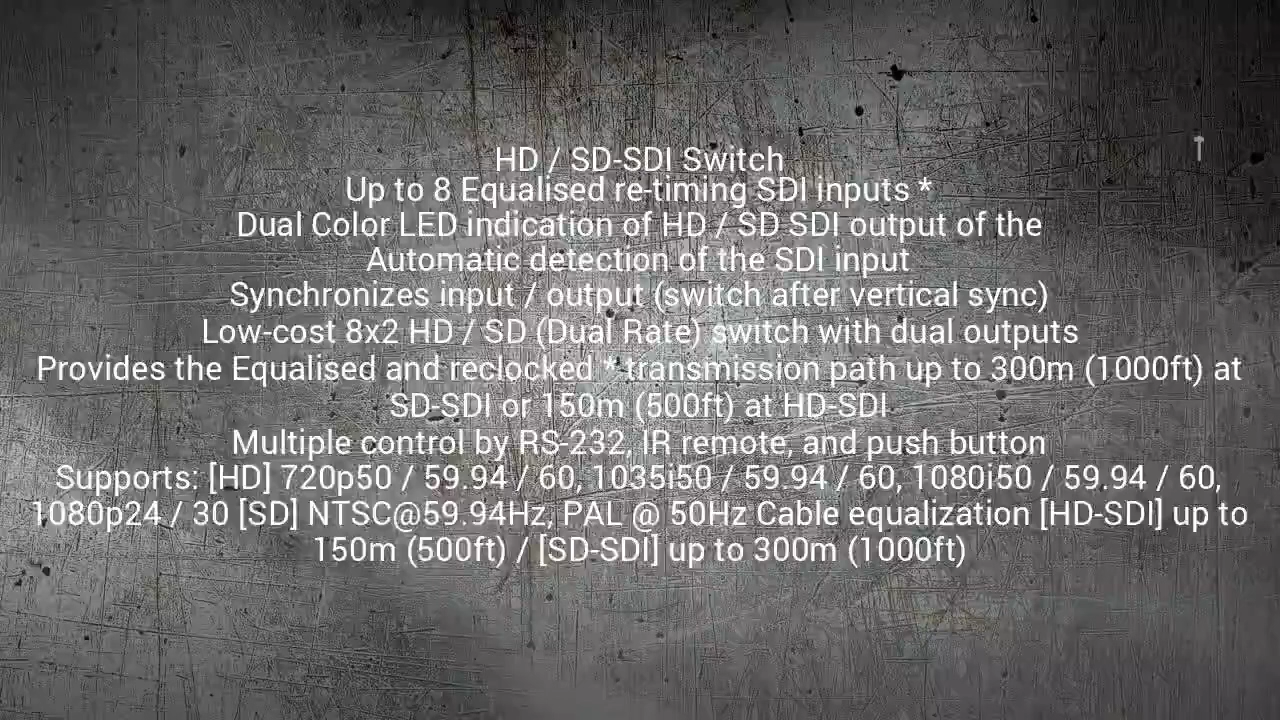 HD / SD-SDI Switch
Up to 8 Equalised re-timing SDI inputs *
Dual Color LED indication of HD / SD SDI output of the
Automatic detection of the SDI input
Synchronizes input / output (switch after vertical sync)
Low-cost 8x2 HD / SD (Dual Rate) switch with dual outputs
Provides the Equalised and reclocked * transmission path up to 300m (1000ft) at
SD-SDI or 150m (500ft) at HD-SDI
Multiple control by RS-232, IR remote, and push button
Supports: [HD] 720p50 / 59.94 / 60, 1035i50 / 59.94 / 60, 1080i50 / 59.94 / 60,
1080p24 / 30 [SD] NTSC@59.94Hz, PAL @ 50Hz Cable equalization [HD-SDI] up to
150m (500ft) / [SD-SDI] up to 300m (1000ft)